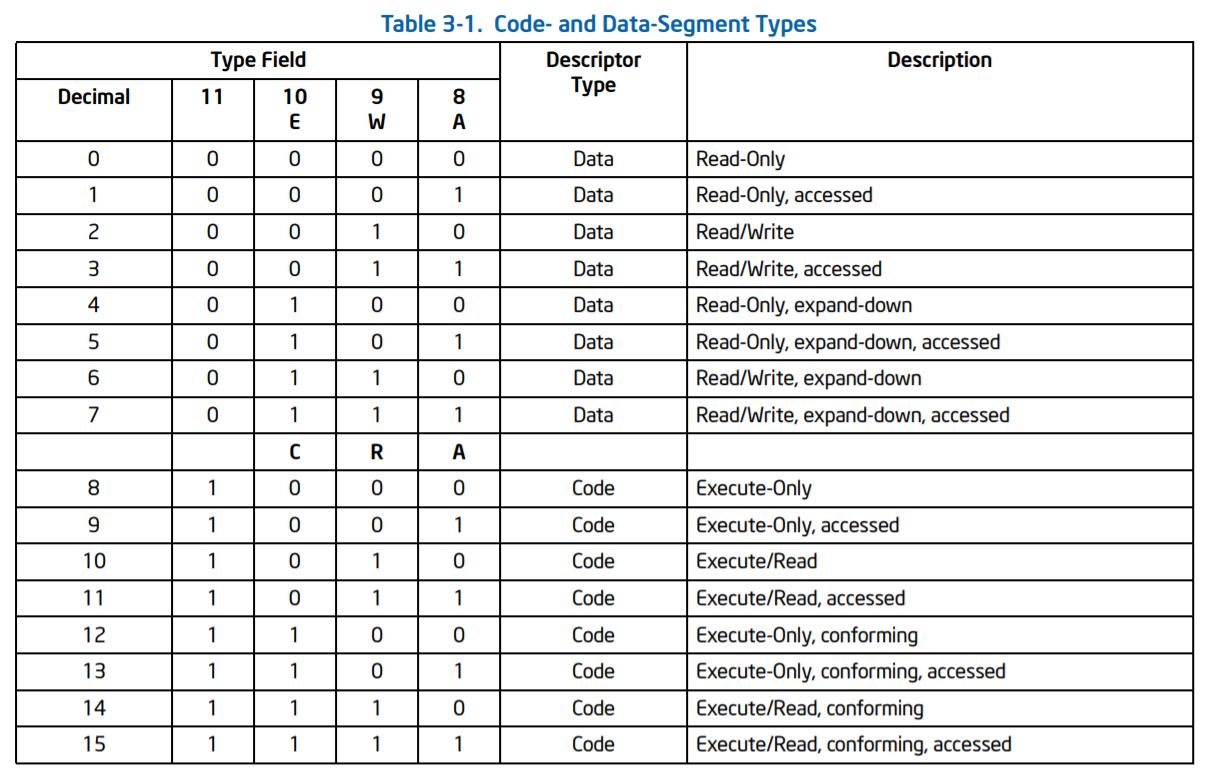 Table 3-1. Code- and Data-Segment Types
Type Field Descriptor Type Description
Decimal 11 10 E 9 W 8 A
0 0 0 0 0 Data Read-Only
1 0 0 0 1 Data Read-Only, accessed
2 0 0 1 0 Data Read/Write
3 0 0 1 1 Data Read/Write, accessed
4 0 1 0 0 Data Read-Only, expand-down
5 0 1 0 1 Data Read-Only, expand-down, accessed
6 0 1 1 0 Data Read/Write, expand-down
7 0 1 1 1 Data Read/Write, expand-down, accessed
C R A
8 1 0 0 0 Code Execute-Only
9 1 0 0 1 Code Execute-Only, accessed
10 1 0 1 0 Code Execute/Read
11 1 0 1 1 Code Execute/Read, accessed
12 1 1 0 0 Code Execute-Only, conforming
13 1 1 0 1 Code Execute-Only, conforming, accessed
14 1 1 1 0 Code Execute/Read, conforming
15 1 1 1 1 Code Execute/Read, conforming, accessed